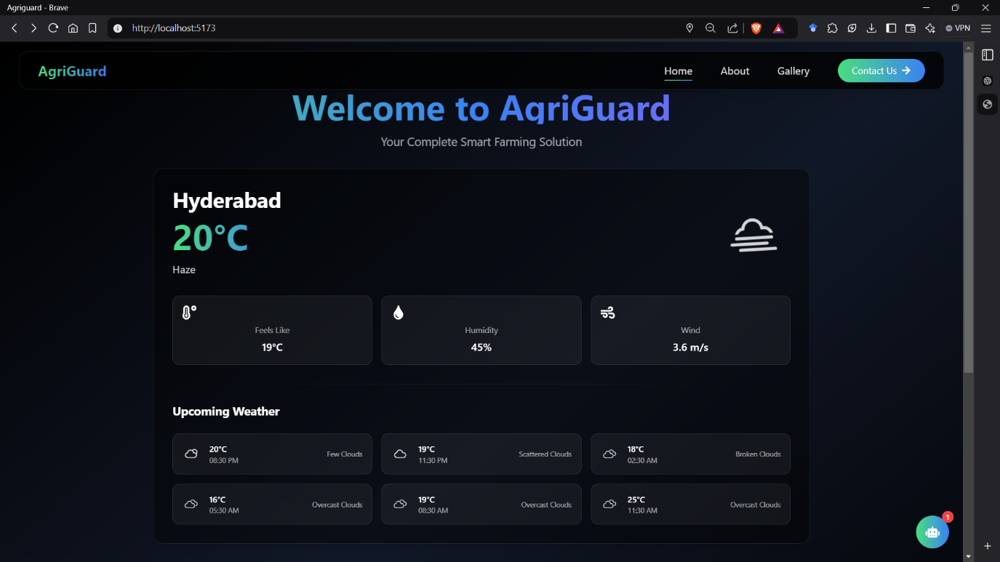 Agriguard - Brave
http://localhost:5173
VPN
AgriGuard
Home
About
Gallery
Contact Us
Welcome to AgriGuard
Your Complete Smart Farming Solution
Hyderabad
20°C
Haze
Feels Like
19°C
Humidity
45%
Wind
3.6 m/s
Upcoming Weather
20°C
08:30 PM
Few Clouds
19°C
11:30 PM
Scattered Clouds
18°C
02:30 AM
Broken Clouds
16°C
05:30 AM
Overcast Clouds
19°C
08:30 AM
Overcast Clouds
25°C
11:30 AM
Overcast Clouds
1